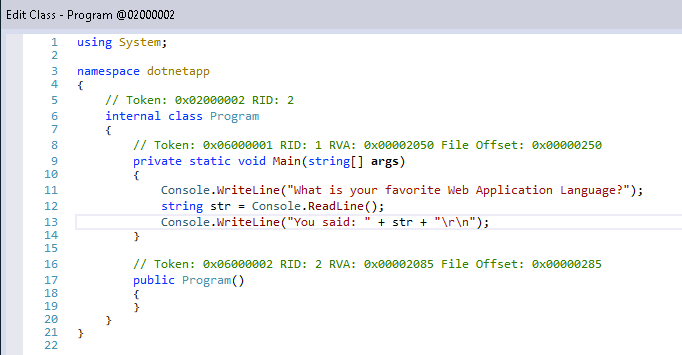 Edit Class - Program @02000002
1 using System;
2
3 namespace dotnetapp
4 {
5 // Token: 0x02000002 RID: 2
6 internal class Program
7 {
8 // Token: 0x06000001 RID: 1 RVA: 0x00002050 File Offset: 0x00000250
9 private static void Main(string[] args)
10 {
11 Console.WriteLine("What is your favorite Web Application Language?");
12 string str = Console.ReadLine();
13 Console.WriteLine("You said: " + str + "\r\n");
14 }
15
16 // Token: 0x06000002 RID: 2 RVA: 0x00002085 File Offset: 0x00000285
17 public Program()
18 {
19 }
20 }
21 }
22